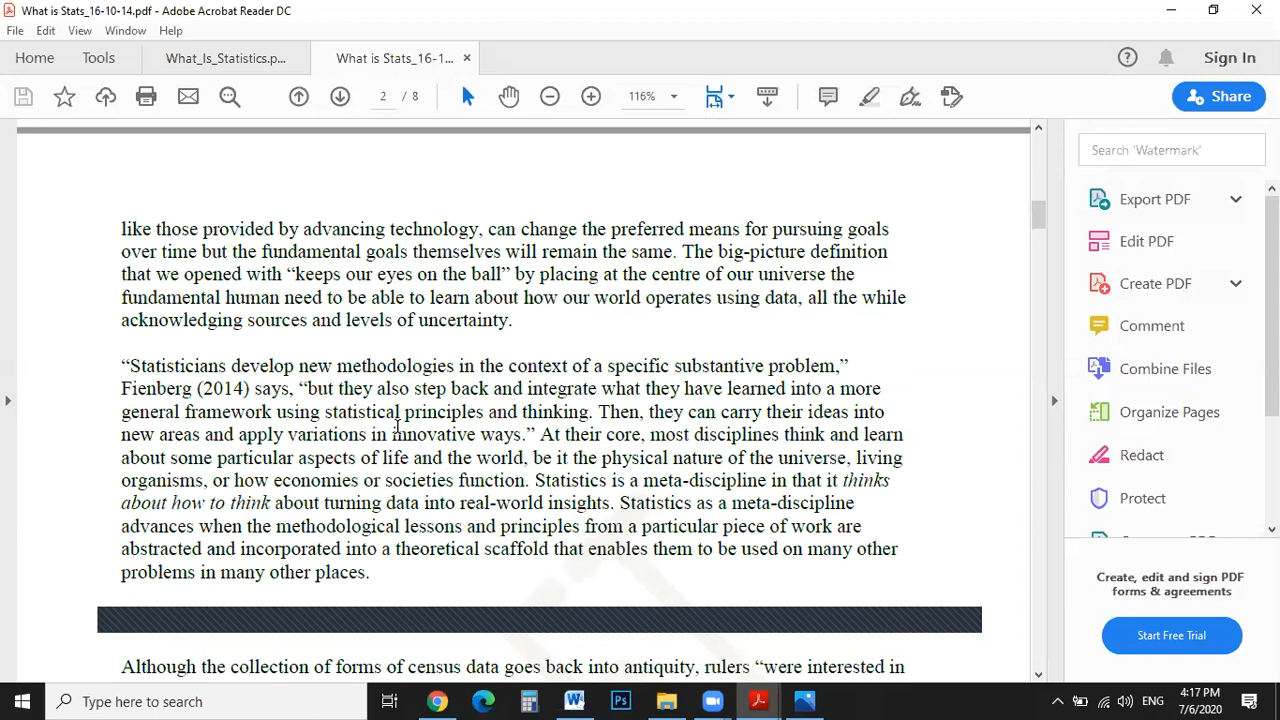 What is Stats_16-10-14.pdf - Adobe Acrobat Reader DC
File Edit View Window Help
Home Tools What_Is_Statistics.p... What is Stats_16-1... × Sign In
2 / 8 116% Share
Search 'Watermark'
like those provided by advancing technology, can change the preferred means for pursuing goals
over time but the fundamental goals themselves will remain the same. The big-picture definition
that we opened with “keeps our eyes on the ball” by placing at the centre of our universe the
fundamental human need to be able to learn about how our world operates using data, all the while
acknowledging sources and levels of uncertainty.
“Statisticians develop new methodologies in the context of a specific substantive problem,”
Fienberg (2014) says, “but they also step back and integrate what they have learned into a more
general framework using statistical principles and thinking. Then, they can carry their ideas into
new areas and apply variations in innovative ways.” At their core, most disciplines think and learn
about some particular aspects of life and the world, be it the physical nature of the universe, living
organisms, or how economies or societies function. Statistics is a meta-discipline in that it thinks
about how to think about turning data into real-world insights. Statistics as a meta-discipline
advances when the methodological lessons and principles from a particular piece of work are
abstracted and incorporated into a theoretical scaffold that enables them to be used on many other
problems in many other places.
Although the collection of forms of census data goes back into antiquity, rulers “were interested in
Export PDF
Edit PDF
Create PDF
Comment
Combine Files
Organize Pages
Redact
Protect
Create, edit and sign PDF
forms & agreements
Start Free Trial
Type here to search
ENG
4:17 PM
7/6/2020